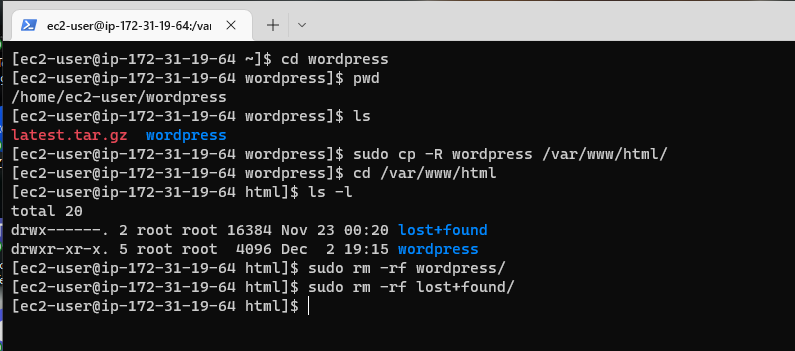 ec2-user@ip-172-31-19-64:/va
[ec2-user@ip-172-31-19-64 ~]$ cd wordpress
[ec2-user@ip-172-31-19-64 wordpress]$ pwd
/home/ec2-user/wordpress
[ec2-user@ip-172-31-19-64 wordpress]$ ls
latest.tar.gz  wordpress
[ec2-user@ip-172-31-19-64 wordpress]$ sudo cp -R wordpress /var/www/html/
[ec2-user@ip-172-31-19-64 wordpress]$ cd /var/www/html
[ec2-user@ip-172-31-19-64 html]$ ls -l
total 20
drwx------. 2 root root 16384 Nov 23 00:20 lost+found
drwxr-xr-x. 5 root root  4096 Dec  2 19:15 wordpress
[ec2-user@ip-172-31-19-64 html]$ sudo rm -rf wordpress/
[ec2-user@ip-172-31-19-64 html]$ sudo rm -rf lost+found/
[ec2-user@ip-172-31-19-64 html]$